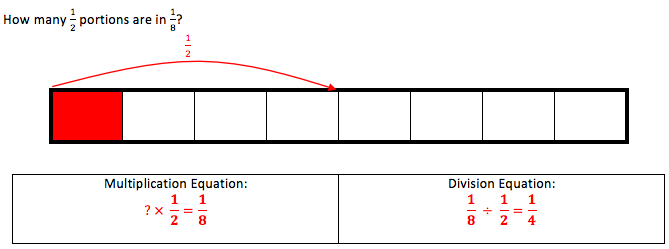 How many 1/2 portions are in 1/8?
1/2
Multiplication Equation:
? × 1/2 = 1/8
Division Equation:
1/8 ÷ 1/2 = 1/4